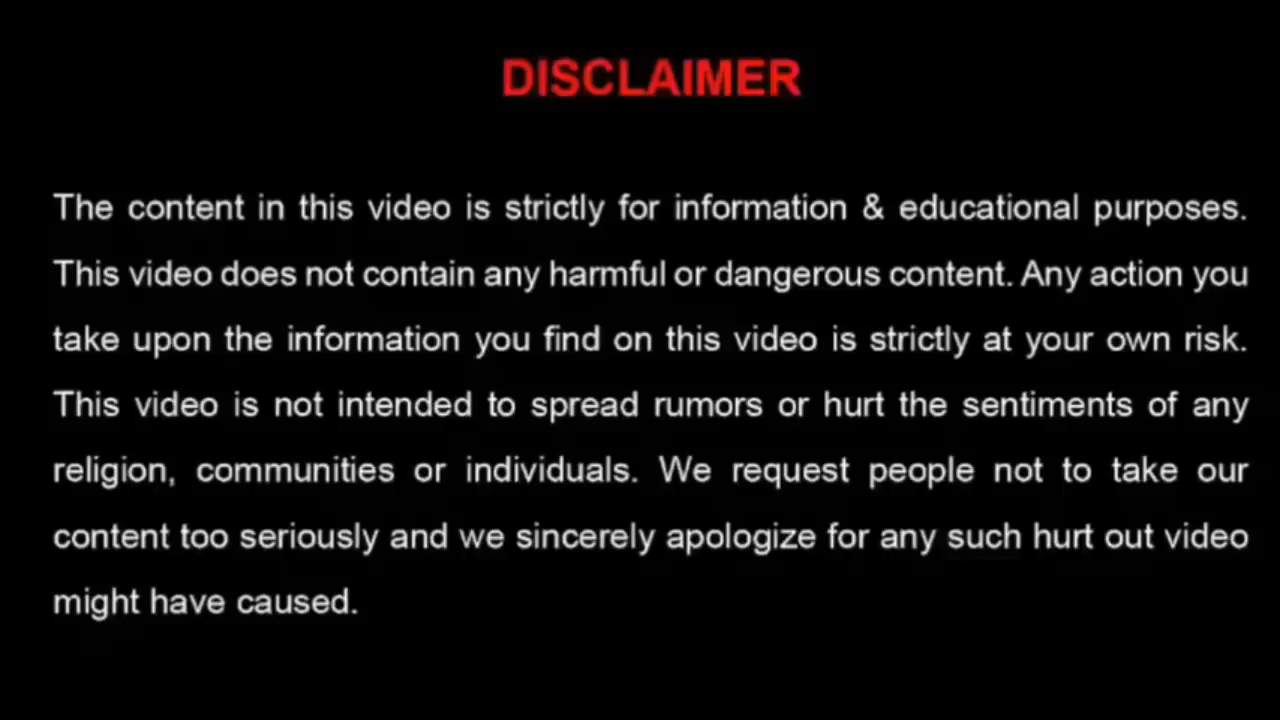 DISCLAIMER
The content in this video is strictly for information & educational purposes.
This video does not contain any harmful or dangerous content. Any action you
take upon the information you find on this video is strictly at your own risk.
This video is not intended to spread rumors or hurt the sentiments of any
religion, communities or individuals. We request people not to take our
content too seriously and we sincerely apologize for any such hurt out video
might have caused.